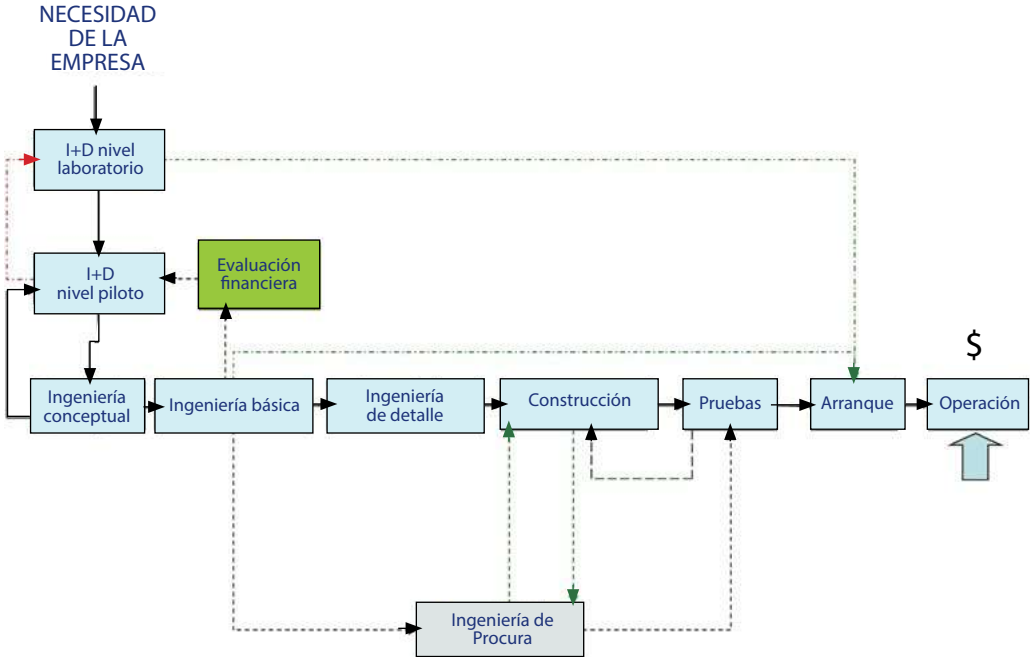 NECESIDAD
DE LA
EMPRESA
I+D nivel
laboratorio
I+D
nivel piloto
Evaluación
financiera
$
Ingeniería
conceptual
Ingeniería básica
Ingeniería
de detalle
Construcción
Pruebas
Arranque
Operación
Ingeniería de
Procura